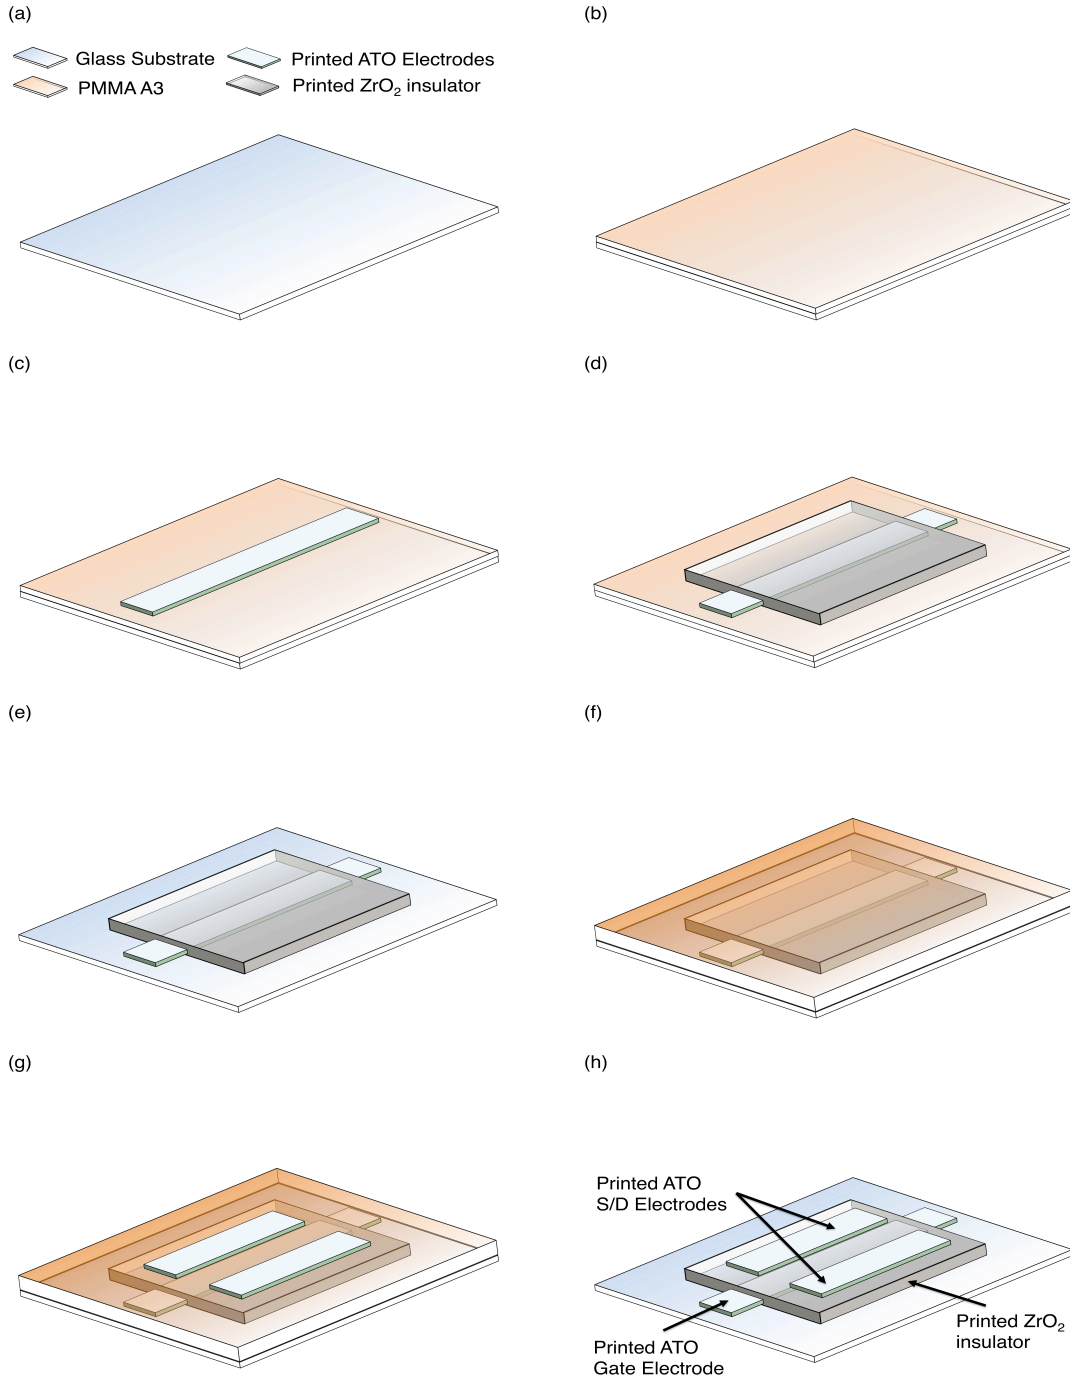 (a)
(b)
Glass Substrate
Printed ATO Electrodes
PMMA A3
Printed ZrO₂ insulator
(c)
(d)
(e)
(f)
(g)
(h)
Printed ATO
S/D Electrodes
Printed ZrO₂
insulator
Printed ATO
Gate Electrode